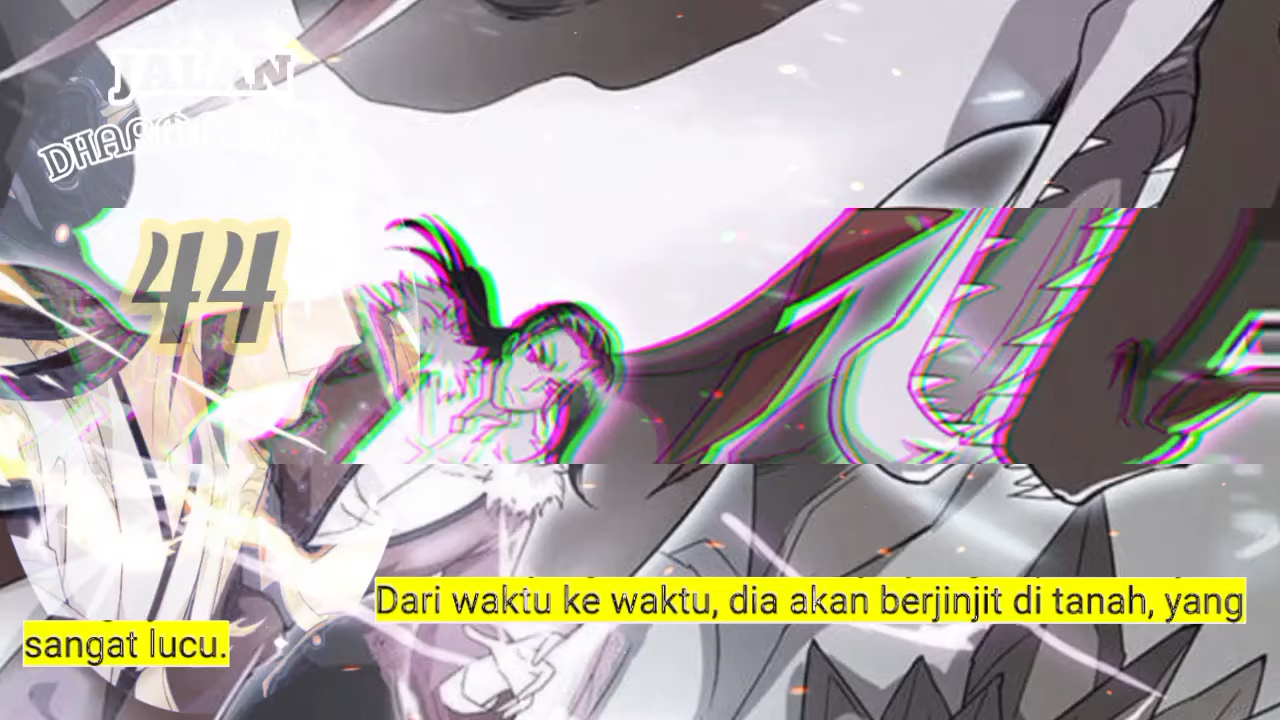 JALAN
44
Dari waktu ke waktu, dia akan berjinjit di tanah, yang
sangat lucu.